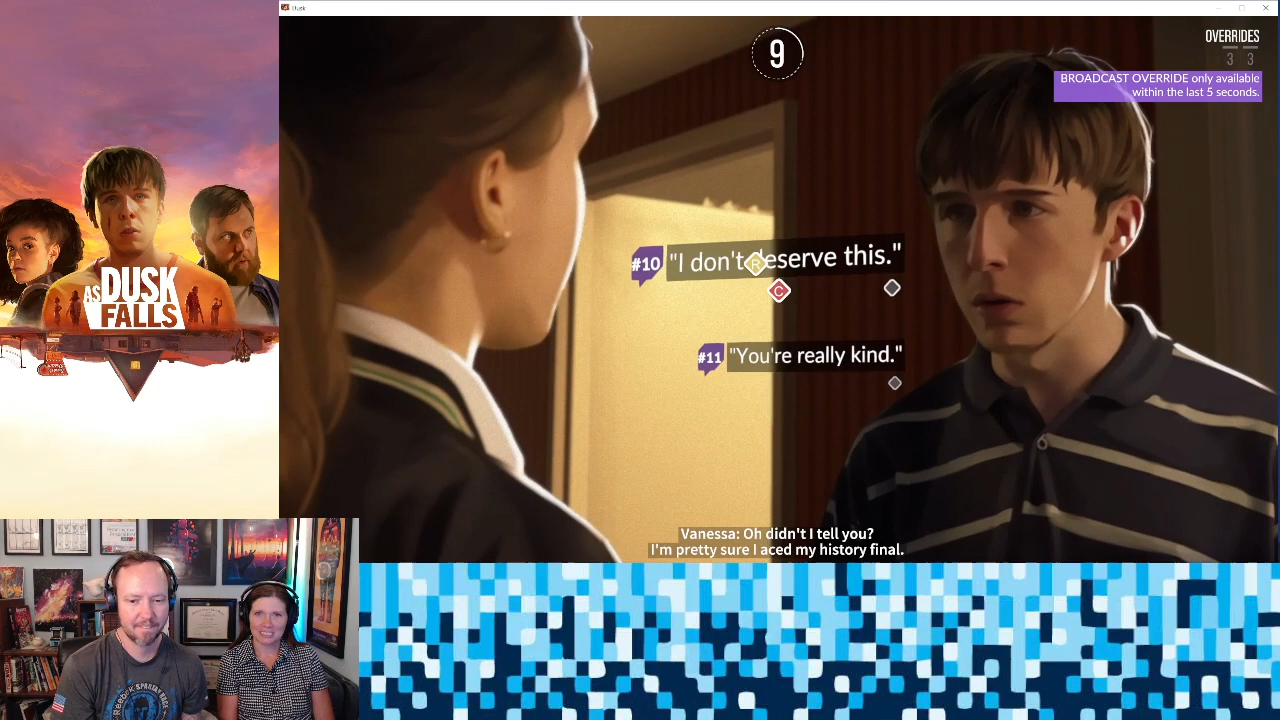 Dusk
9
OVERRIDES
3 3
BROADCAST OVERRIDE only available
within the last 5 seconds.
#10 "I don't deserve this."
R
C
#11 "You're really kind."
Vanessa: Oh didn't I tell you?
I'm pretty sure I aced my history final.
AS DUSK
FALLS